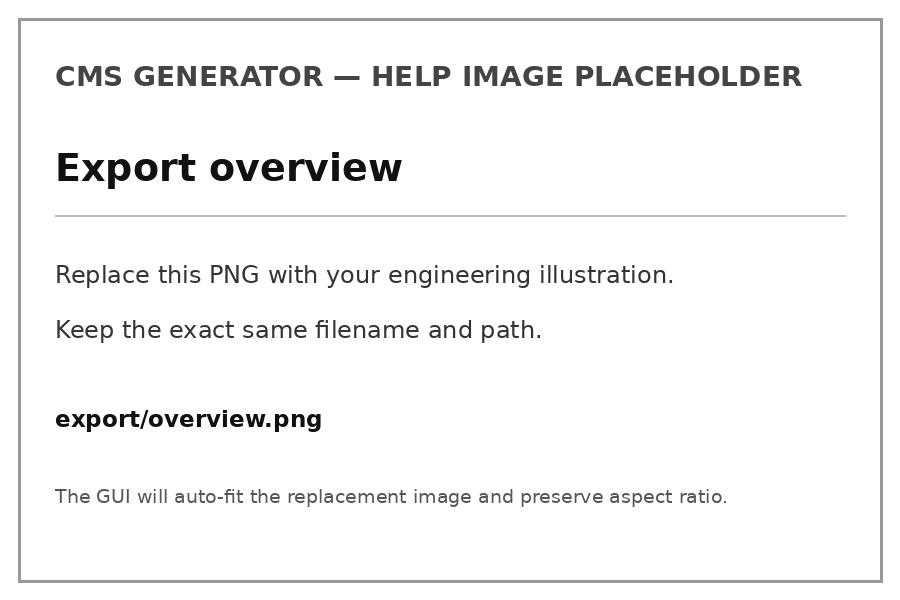 CMS GENERATOR — HELP IMAGE PLACEHOLDER
Export overview
Replace this PNG with your engineering illustration.
Keep the exact same filename and path.
export/overview.png
The GUI will auto-fit the replacement image and preserve aspect ratio.